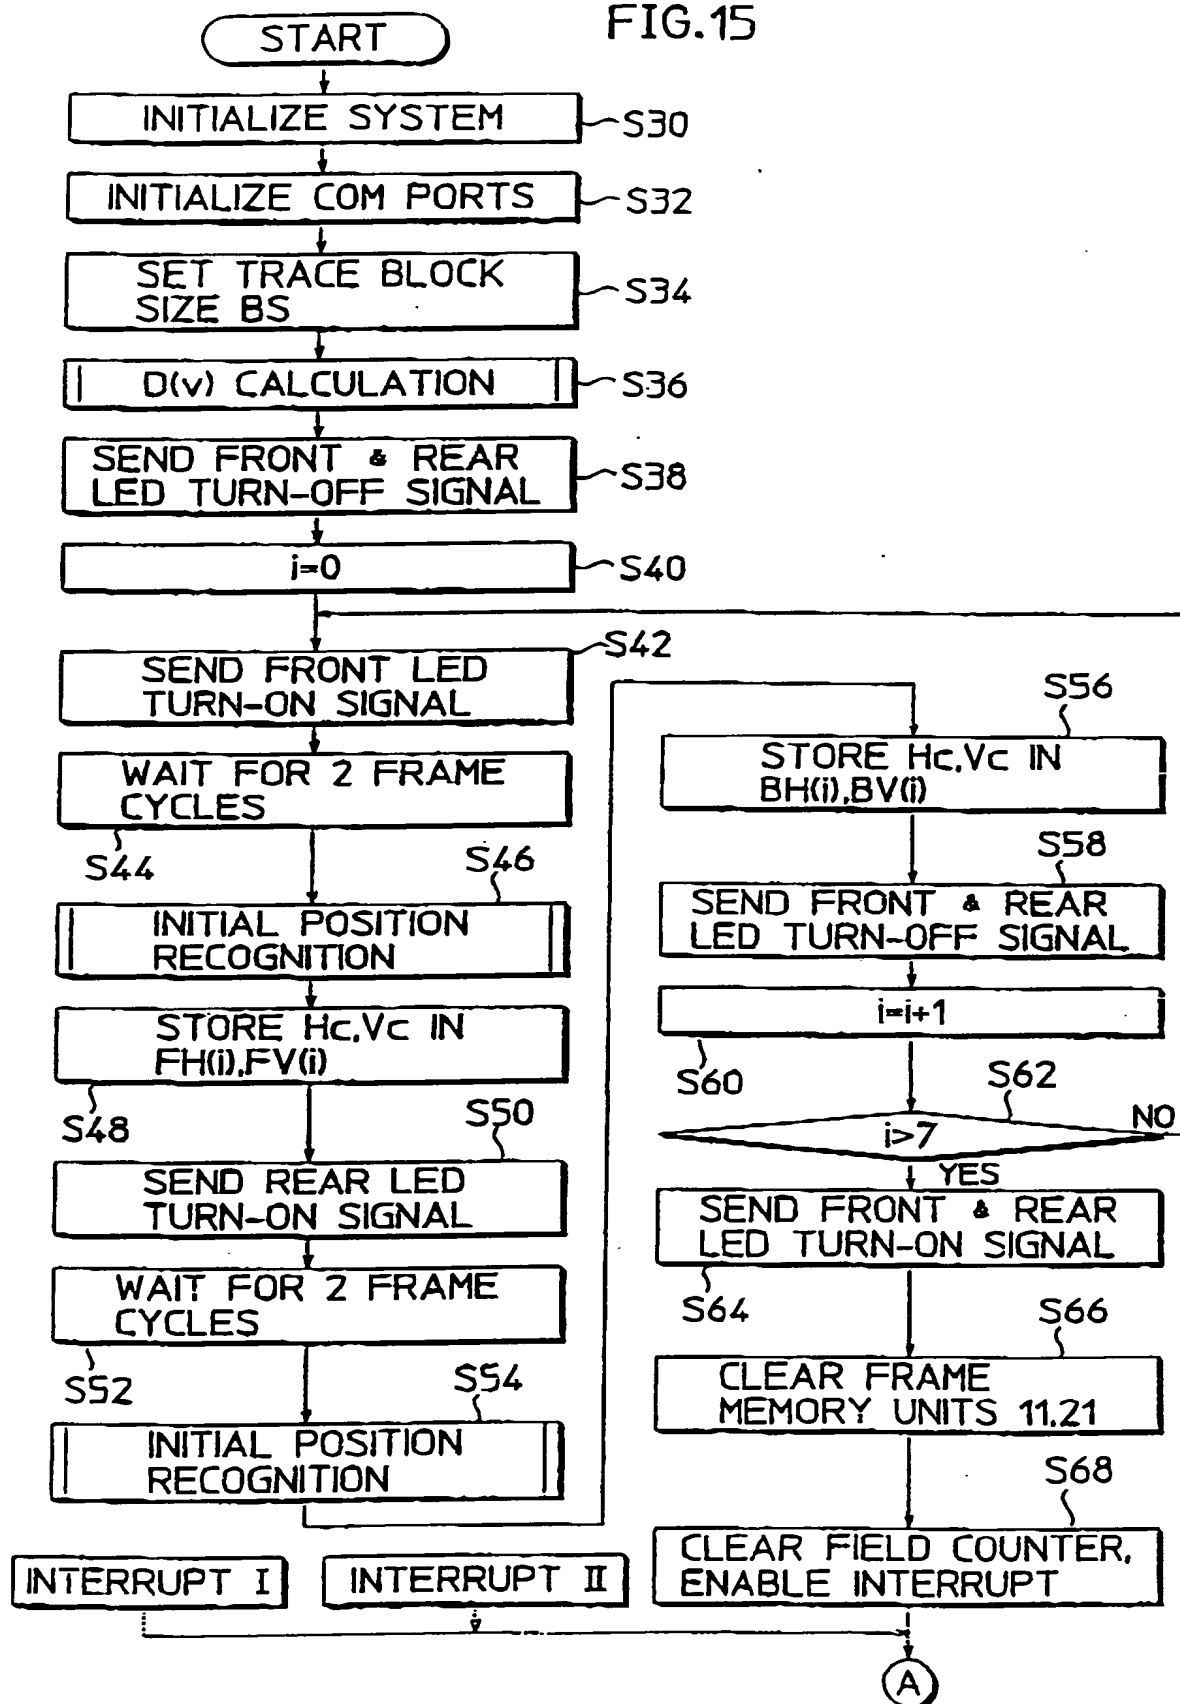 FIG.15
START
INITIALIZE SYSTEM
S30
INITIALIZE COM PORTS
S32
SET TRACE BLOCK
SIZE BS
S34
D(v) CALCULATION
S36
SEND FRONT & REAR
LED TURN-OFF SIGNAL
S38
i=0
S40
S42
SEND FRONT LED
TURN-ON SIGNAL
WAIT FOR 2 FRAME
CYCLES
S44
S46
INITIAL POSITION
RECOGNITION
STORE Hc,Vc IN
FH(i),FV(i)
S48
S50
SEND REAR LED
TURN-ON SIGNAL
WAIT FOR 2 FRAME
CYCLES
S52
S54
INITIAL POSITION
RECOGNITION
S56
STORE Hc,Vc IN
BH(i),BV(i)
S58
SEND FRONT & REAR
LED TURN-OFF SIGNAL
i=i+1
S60
S62
i>7
NO
YES
SEND FRONT & REAR
LED TURN-ON SIGNAL
S64
S66
CLEAR FRAME
MEMORY UNITS 11.21
S68
CLEAR FIELD COUNTER,
ENABLE INTERRUPT
INTERRUPT I
INTERRUPT II
A